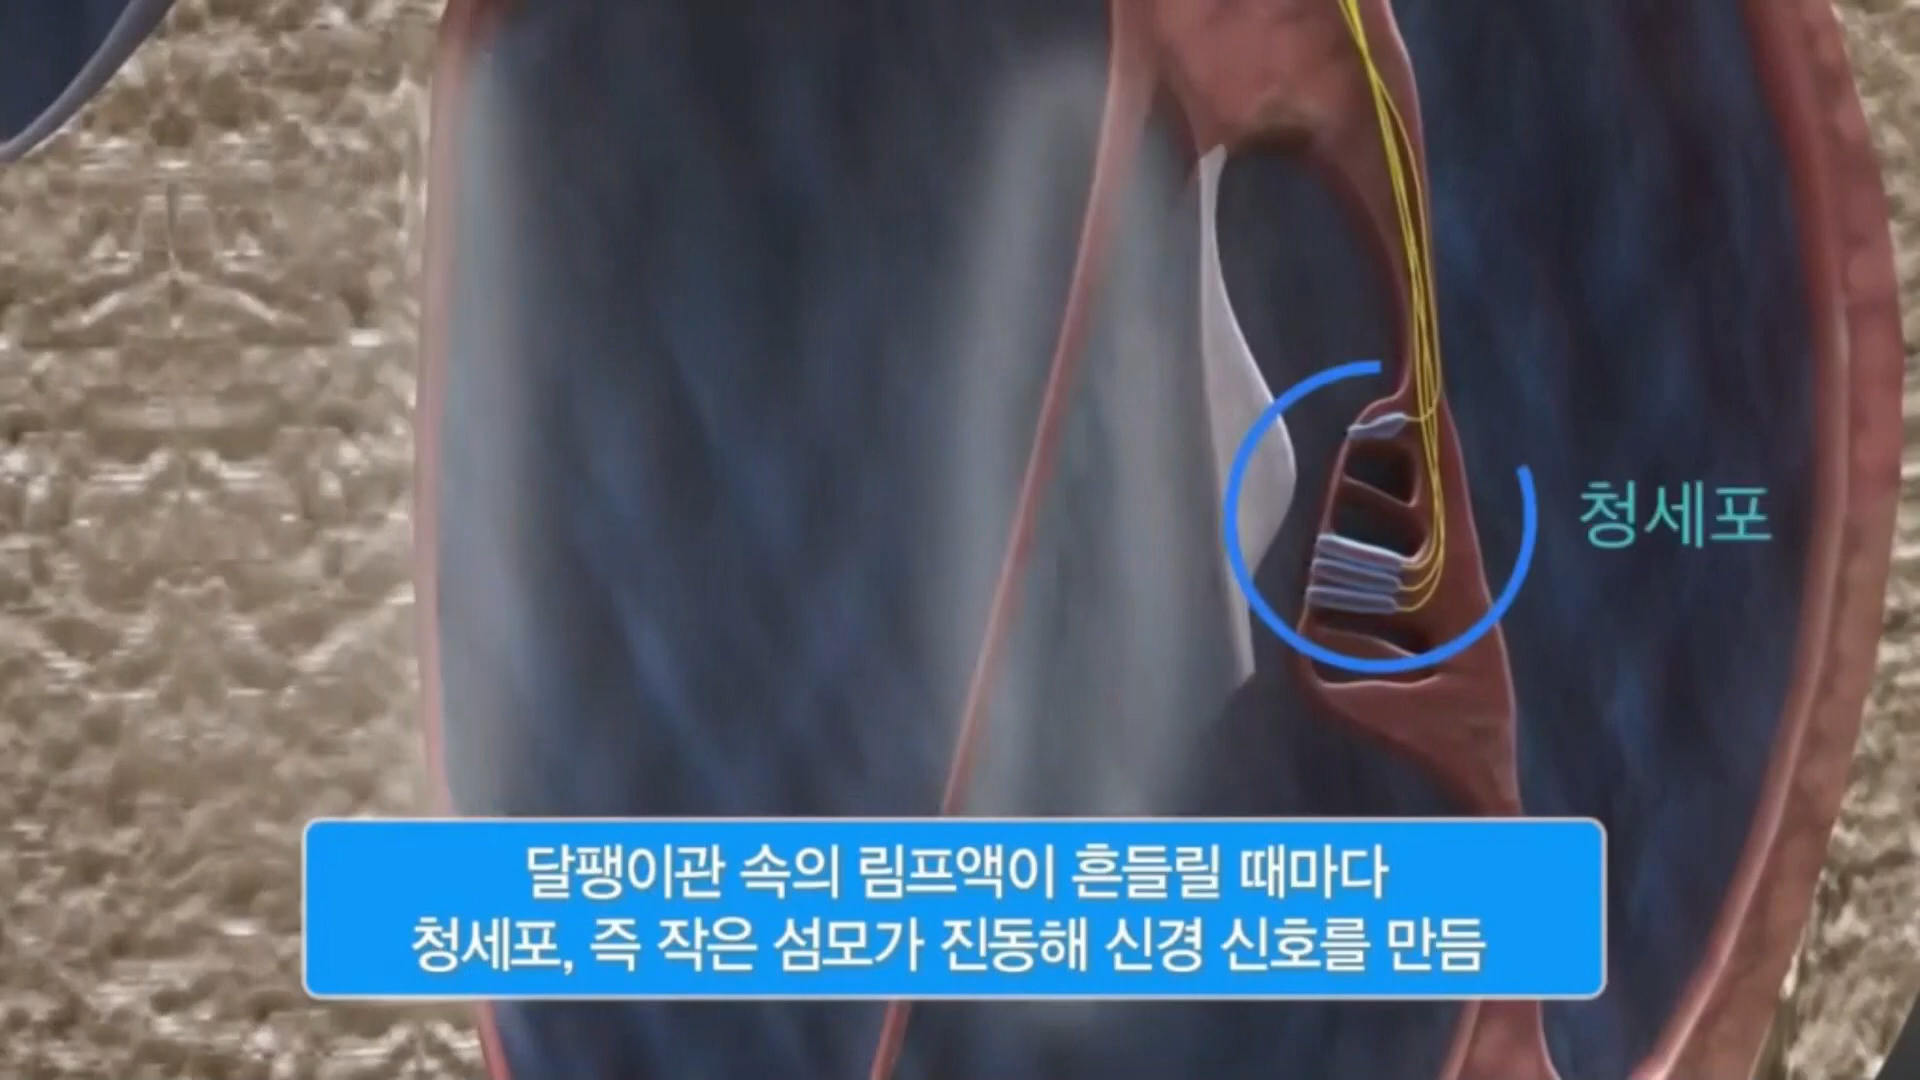 청세포
달팽이관 속의 림프액이 흔들릴 때마다
청세포, 즉 작은 섬모가 진동해 신경 신호를 만듬